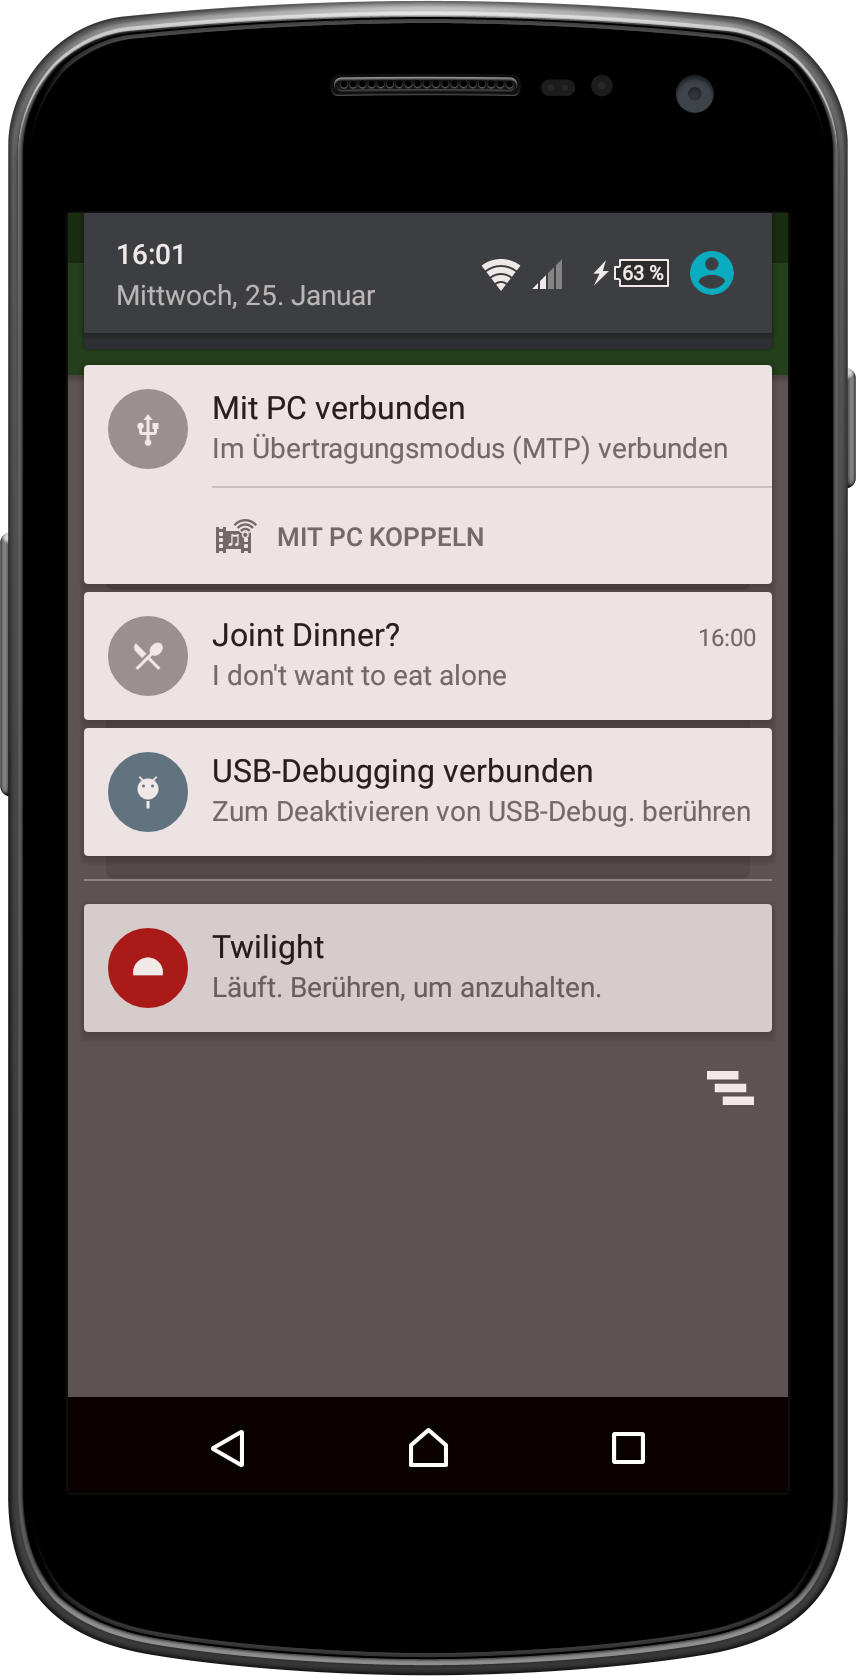 16:01
Mittwoch, 25. Januar
63 %
Mit PC verbunden
Im Übertragungsmodus (MTP) verbunden
MIT PC KOPPELN
Joint Dinner?
16:00
I don't want to eat alone
USB-Debugging verbunden
Zum Deaktivieren von USB-Debug. berühren
Twilight
Läuft. Berühren, um anzuhalten.